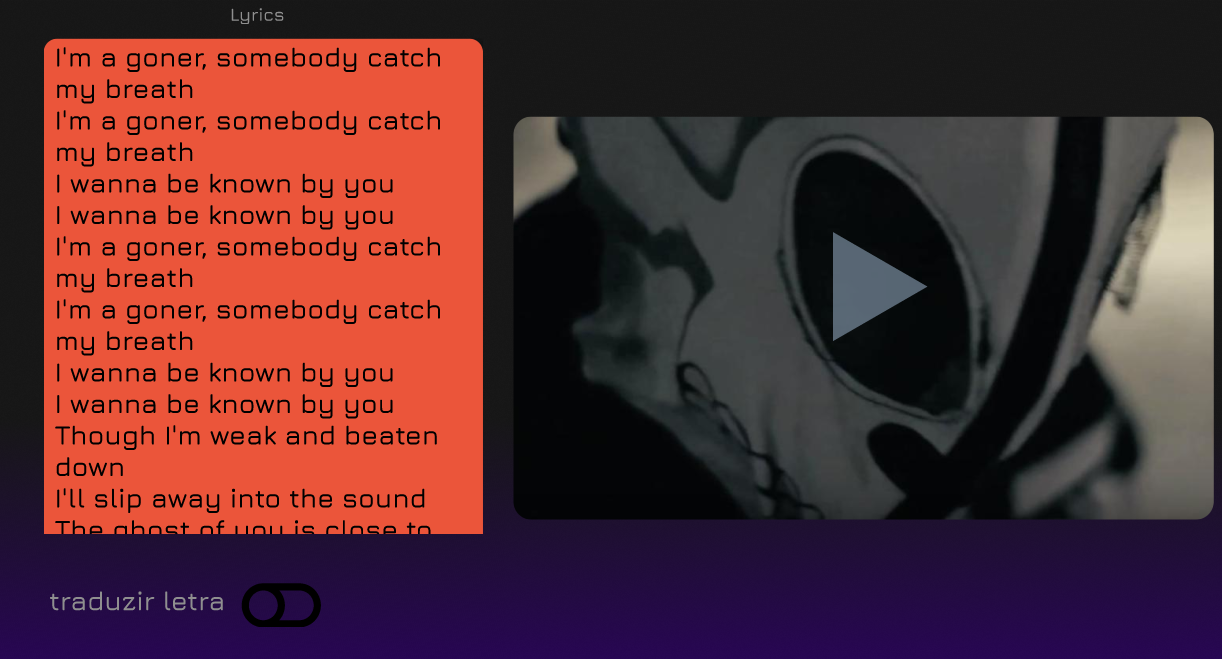 Lyrics
I'm a goner, somebody catch
my breath
I'm a goner, somebody catch
my breath
I wanna be known by you
I wanna be known by you
I'm a goner, somebody catch
my breath
I'm a goner, somebody catch
my breath
I wanna be known by you
I wanna be known by you
Though I'm weak and beaten
down
I'll slip away into the sound
The ghost of you is close to
traduzir letra